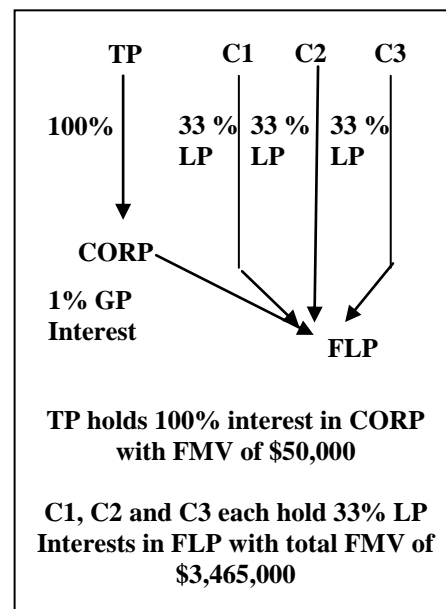 TP C1 C2 C3
100% 33 % 33 % 33 %
LP LP LP
CORP
1% GP
Interest
FLP
TP holds 100% interest in CORP
with FMV of $50,000
C1, C2 and C3 each hold 33% LP
Interests in FLP with total FMV of
$3,465,000